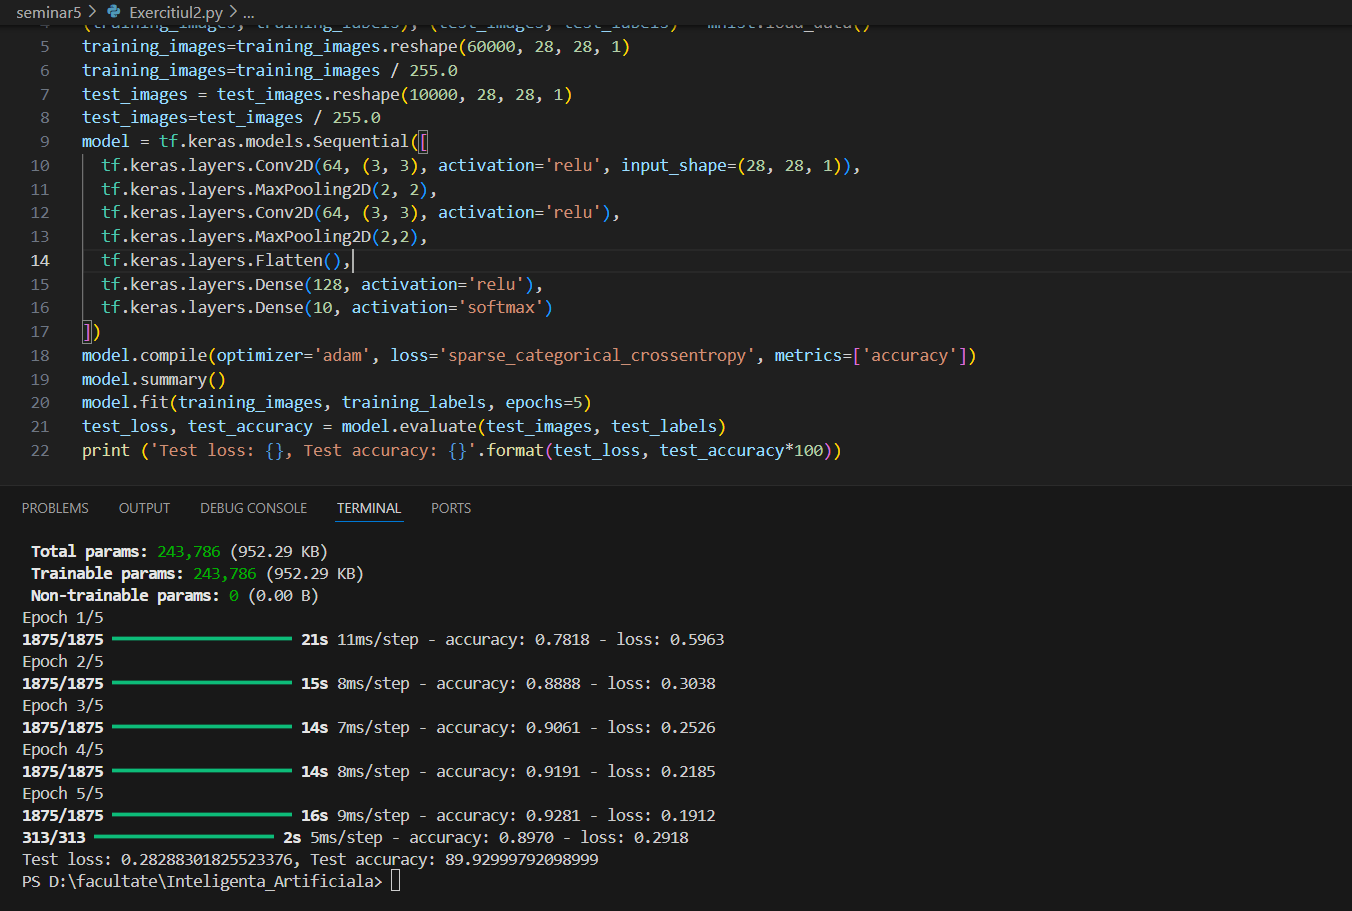 seminar5 > Exercitiul2.py > ...
5 training_images=training_images.reshape(60000, 28, 28, 1)
6 training_images=training_images / 255.0
7 test_images = test_images.reshape(10000, 28, 28, 1)
8 test_images=test_images / 255.0
9 model = tf.keras.models.Sequential([
10   tf.keras.layers.Conv2D(64, (3, 3), activation='relu', input_shape=(28, 28, 1)),
11   tf.keras.layers.MaxPooling2D(2, 2),
12   tf.keras.layers.Conv2D(64, (3, 3), activation='relu'),
13   tf.keras.layers.MaxPooling2D(2,2),
14   tf.keras.layers.Flatten(),
15   tf.keras.layers.Dense(128, activation='relu'),
16   tf.keras.layers.Dense(10, activation='softmax')
17 ])
18 model.compile(optimizer='adam', loss='sparse_categorical_crossentropy', metrics=['accuracy'])
19 model.summary()
20 model.fit(training_images, training_labels, epochs=5)
21 test_loss, test_accuracy = model.evaluate(test_images, test_labels)
22 print ('Test loss: {}, Test accuracy: {}'.format(test_loss, test_accuracy*100))
PROBLEMS OUTPUT DEBUG CONSOLE TERMINAL PORTS
Total params: 243,786 (952.29 KB)
Trainable params: 243,786 (952.29 KB)
Non-trainable params: 0 (0.00 B)
Epoch 1/5
1875/1875 21s 11ms/step - accuracy: 0.7818 - loss: 0.5963
Epoch 2/5
1875/1875 15s 8ms/step - accuracy: 0.8888 - loss: 0.3038
Epoch 3/5
1875/1875 14s 7ms/step - accuracy: 0.9061 - loss: 0.2526
Epoch 4/5
1875/1875 14s 8ms/step - accuracy: 0.9191 - loss: 0.2185
Epoch 5/5
1875/1875 16s 9ms/step - accuracy: 0.9281 - loss: 0.1912
313/313 2s 5ms/step - accuracy: 0.8970 - loss: 0.2918
Test loss: 0.28288301825523376, Test accuracy: 89.92999792098999
PS D:\facultate\Inteligenta_Artificiala>